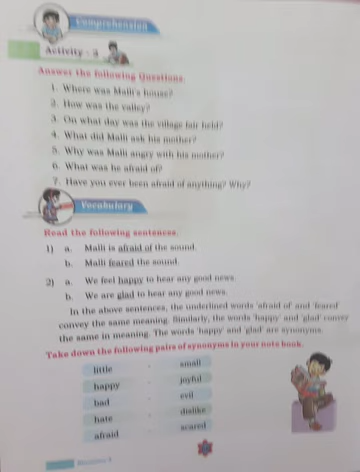 Comprehension
Activity - 3
Answer the following Questions.
1. Where was Malli's house?
2. How was the valley?
3. On what day was the village fair held?
4. What did Malli ask his mother?
5. Why was Malli angry with his mother?
6. What was he afraid of?
7. Have you ever been afraid of anything? Why?
Vocabulary
Read the following sentences.
1) a. Malli is afraid of the sound.
b. Malli feared the sound.
2) a. We feel happy to hear any good news.
b. We are glad to hear any good news.
In the above sentences, the underlined words 'afraid of' and 'feared'
convey the same meaning. Similarly, the words 'happy' and 'glad' convey
the same in meaning. The words 'happy' and 'glad' are synonyms.
Take down the following pairs of synonyms in your note book.
little - small
happy - joyful
bad - evil
hate - dislike
afraid - scared